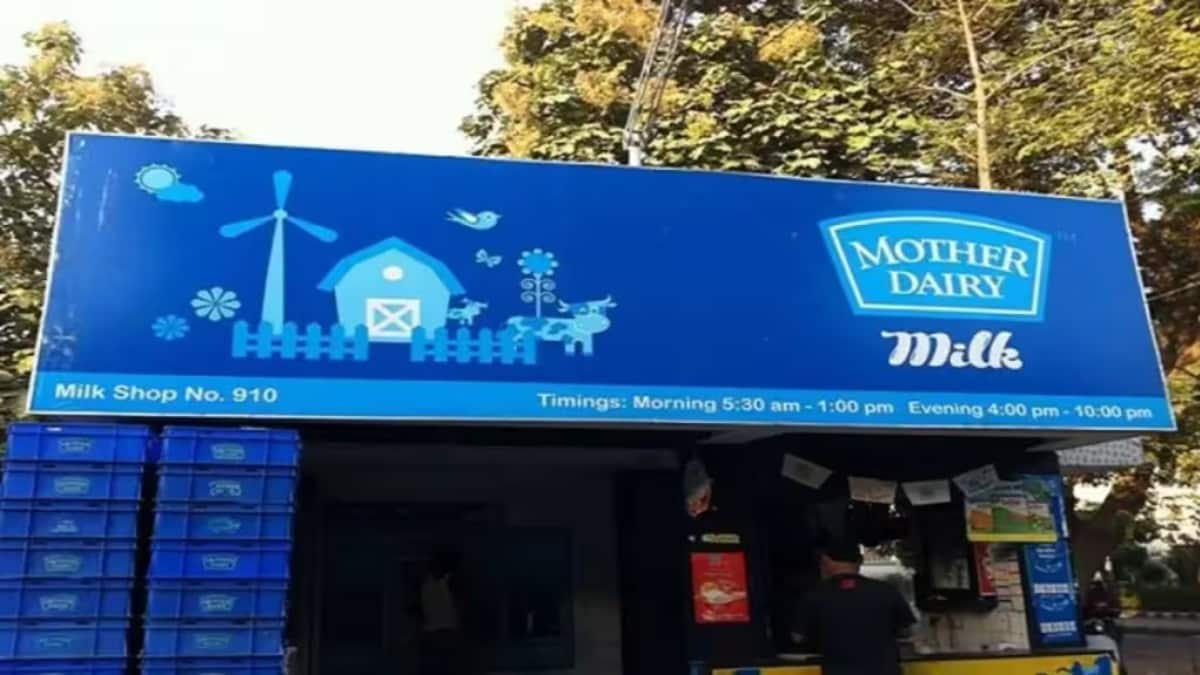 MOTHER
DAIRY
Milk
Milk Shop No. 910
Timings: Morning 5:30 am - 1:00 pm Evening 4:00 pm - 10:00 pm